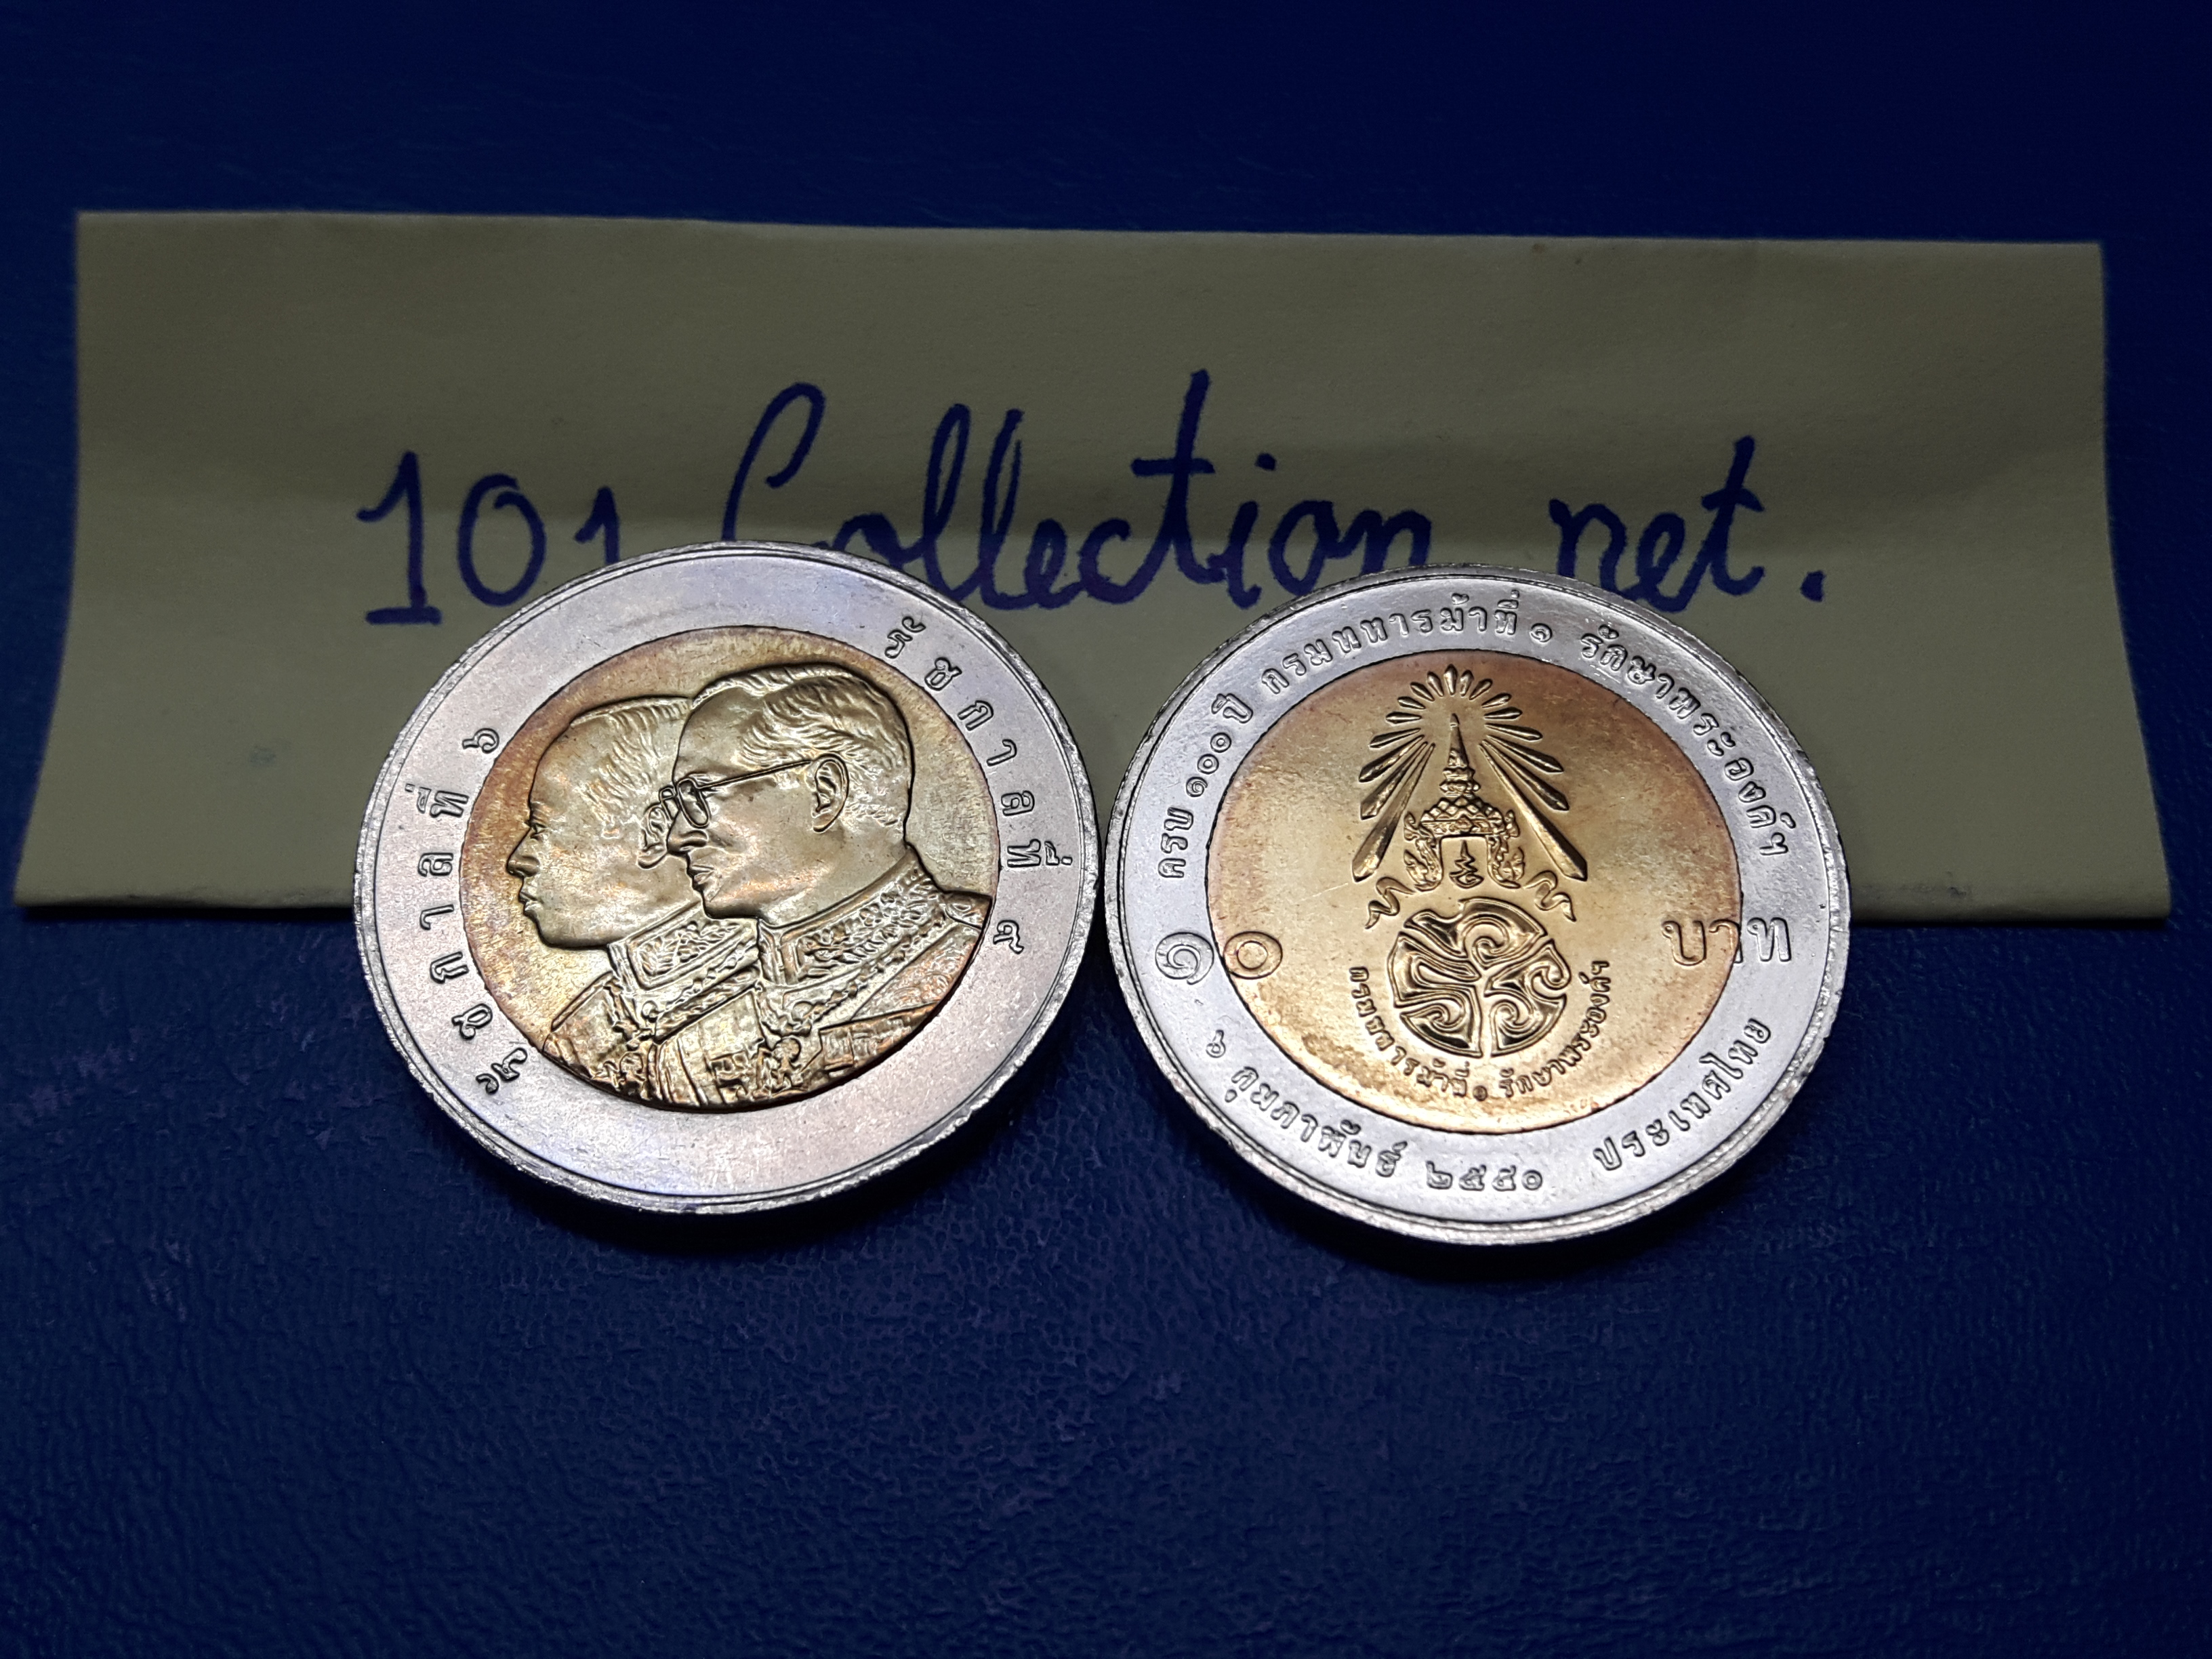 101 Collection net.
รัชกาลที่ ๖
รัชกาลที่ ๙
ครบ ๑๐๐ ปี กรมทหารม้าที่ ๑ รักษาพระองค์ฯ
๑๐ บาท
กรมทหารม้าที่ ๑ รักษาพระองค์ฯ
๖ กุมภาพันธ์ ๒๕๕๐ ประเทศไทย